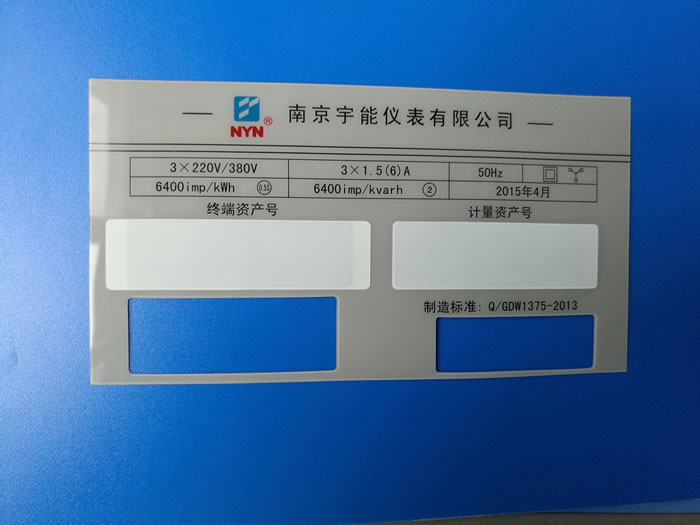 NYN® — 南京宇能仪表有限公司 —
3×220V/380V 3×1.5(6)A 50Hz
6400imp/kWh 0.5S 6400imp/kvarh ② 2015年4月
终端资产号 计量资产号
制造标准: Q/GDW1375-2013